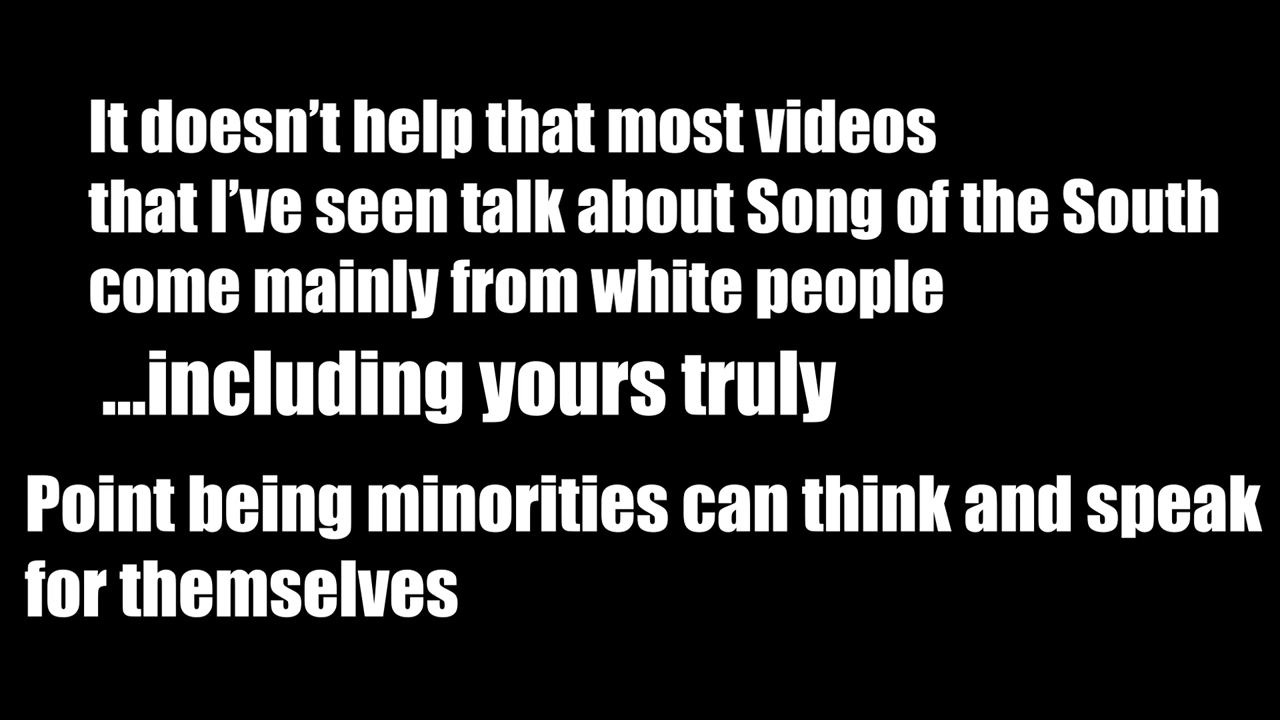 It doesn’t help that most videos
that I’ve seen talk about Song of the South
come mainly from white people
...including yours truly
Point being minorities can think and speak
for themselves